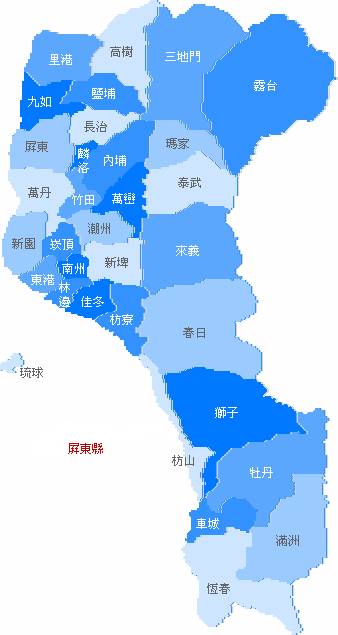 高樹
里港
三地門
霧台
鹽埔
九如
長治
屏東
瑪家
麟洛
內埔
泰武
萬丹
竹田
萬巒
潮州
新園
崁頂
來義
新埤
南州
東港
林邊
佳冬
枋寮
春日
琉球
獅子
屏東縣
枋山
牡丹
車城
滿洲
恆春